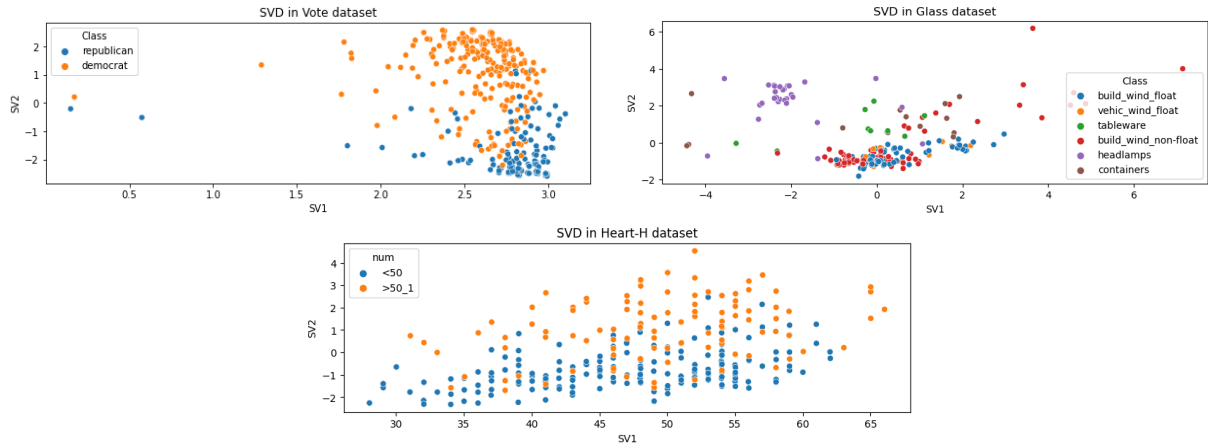 SVD in Vote dataset
Class
republican
democrat
2
1
0
−1
−2
SV2
0.5
1.0
1.5
2.0
2.5
3.0
SV1
SVD in Glass dataset
Class
build_wind_float
vehic_wind_float
tableware
build_wind_non-float
headlamps
containers
6
4
2
0
−2
SV2
−4
−2
0
2
4
6
SV1
SVD in Heart-H dataset
num
<50
>50_1
4
3
2
1
0
−1
−2
SV2
30
35
40
45
50
55
60
65
SV1